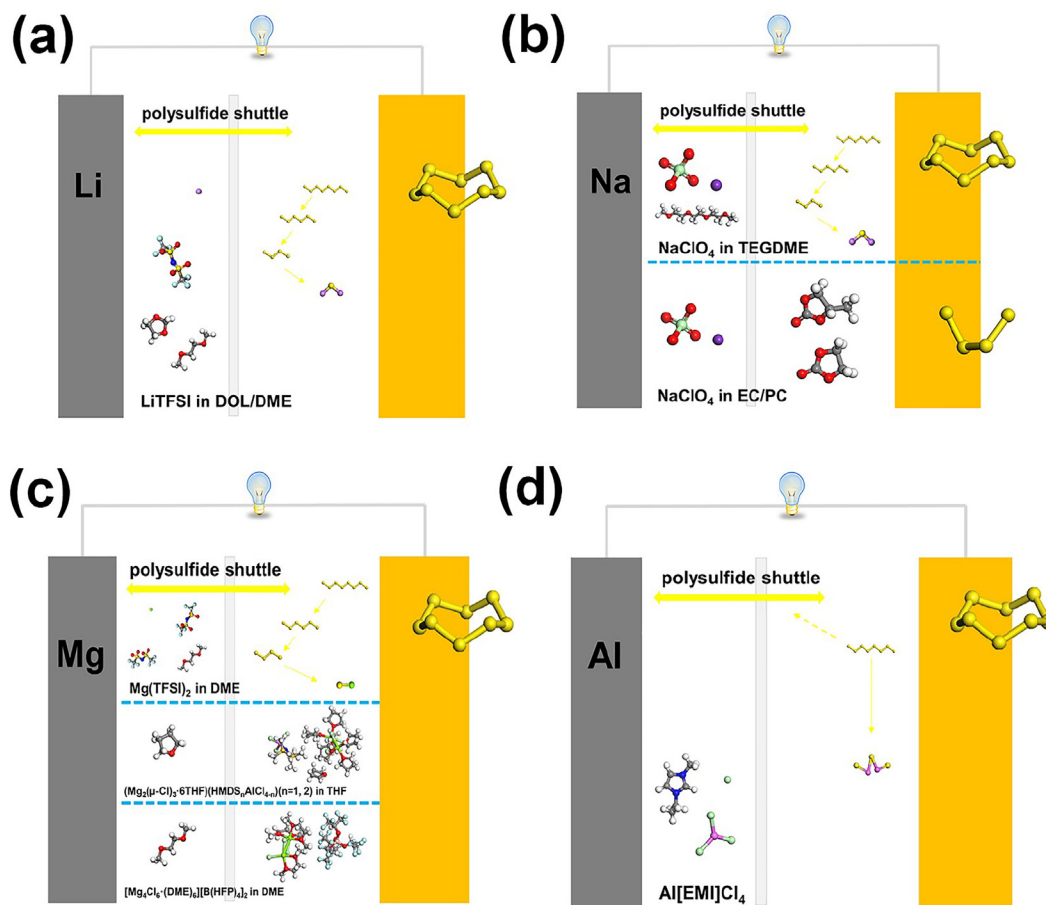 (a)
polysulfide shuttle
Li
LiTFSI in DOL/DME
(b)
polysulfide shuttle
Na
NaClO₄ in TEGDME
NaClO₄ in EC/PC
(c)
polysulfide shuttle
Mg
Mg(TFSI)₂ in DME
(Mg₂(μ-Cl)₃·6THF)(HMDSₙAlCl₄₋ₙ)(n=1, 2) in THF
[Mg₄Cl₆·(DME)₆][B(HFP)₄]₂ in DME
(d)
polysulfide shuttle
Al
Al[EMI]Cl₄